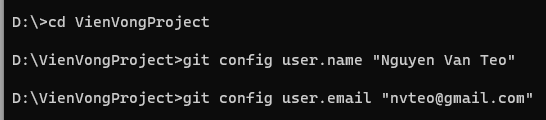 D:\>cd VienVongProject
D:\VienVongProject>git config user.name "Nguyen Van Teo"
D:\VienVongProject>git config user.email "nvteo@gmail.com"